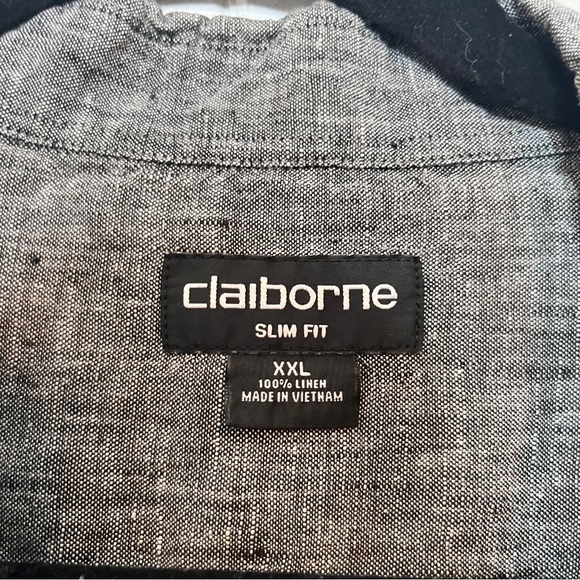 claiborne
SLIM FIT
XXL
100% LINEN
MADE IN VIETNAM